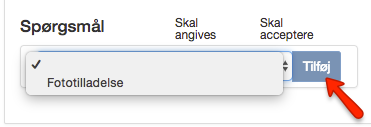 Spørgsmål
Skal
angives
Skal
acceptere
✓
Fototilladelse
Tilføj